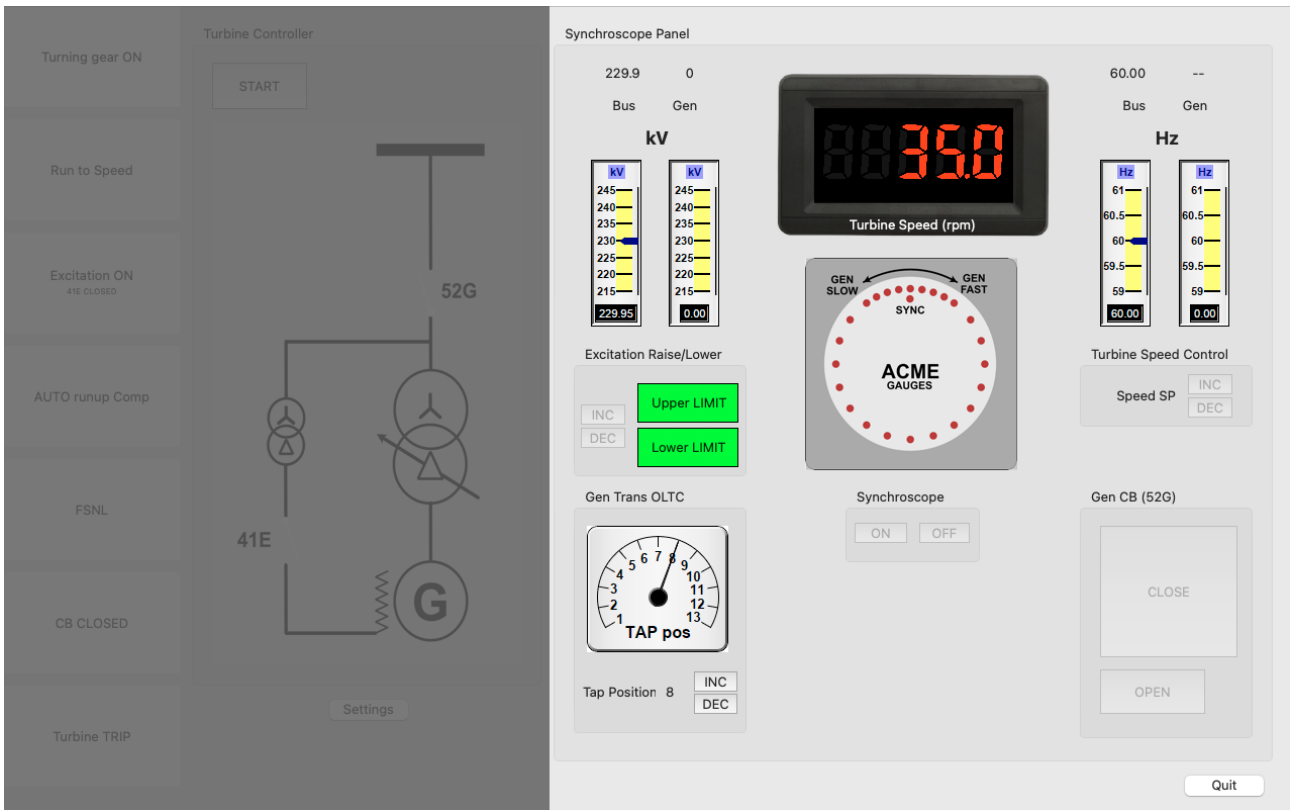 Turning gear ON
Run to Speed
Excitation ON
41E CLOSED
AUTO runup Comp
FSNL
CB CLOSED
Turbine TRIP
Turbine Controller
START
52G
41E
G
Settings
Synchroscope Panel
229.9 0
Bus Gen
kV
kV
245
240
235
230
225
220
215
229.95
kV
245
240
235
230
225
220
215
0.00
35.0
Turbine Speed (rpm)
60.00 --
Bus Gen
Hz
Hz
61
60.5
60
59.5
59
60.00
Hz
61
60.5
60
59.5
59
0.00
GEN SLOW
GEN FAST
SYNC
ACME
GAUGES
Excitation Raise/Lower
INC
DEC
Upper LIMIT
Lower LIMIT
Turbine Speed Control
Speed SP
INC
DEC
Gen Trans OLTC
1 2 3 4 5 6 7 8 9 10 11 12 13
TAP pos
Tap Position 8
INC
DEC
Synchroscope
ON OFF
Gen CB (52G)
CLOSE
OPEN
Quit